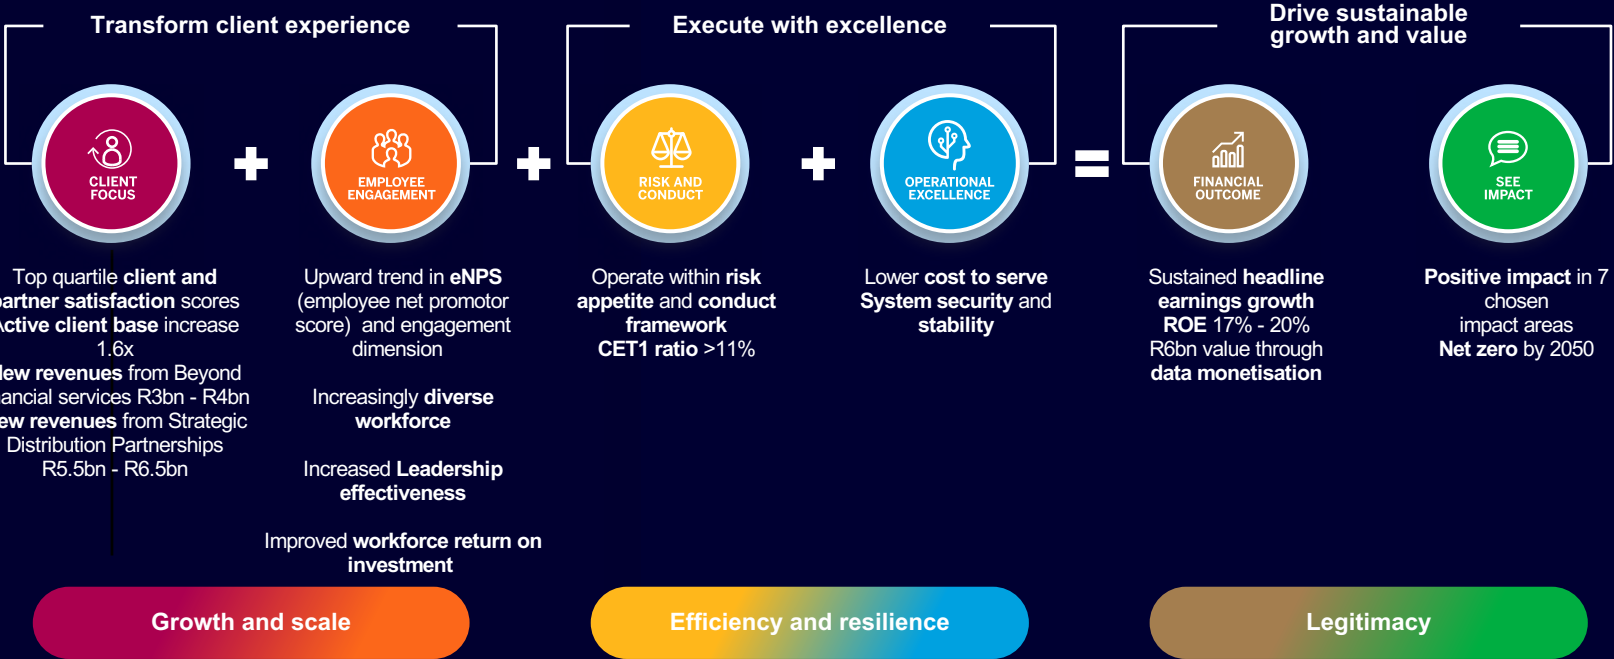 Transform client experience
Execute with excellence
Drive sustainable
growth and value
CLIENT
FOCUS
EMPLOYEE
ENGAGEMENT
RISK AND
CONDUCT
OPERATIONAL
EXCELLENCE
FINANCIAL
OUTCOME
SEE
IMPACT
Top quartile client and
partner satisfaction scores
Active client base increase
1.6x
New revenues from Beyond
financial services R3bn - R4bn
New revenues from Strategic
Distribution Partnerships
R5.5bn - R6.5bn
Upward trend in eNPS
(employee net promotor
score) and engagement
dimension
Increasingly diverse
workforce
Increased Leadership
effectiveness
Improved workforce return on
investment
Operate within risk
appetite and conduct
framework
CET1 ratio >11%
Lower cost to serve
System security and
stability
Sustained headline
earnings growth
ROE 17% - 20%
R6bn value through
data monetisation
Positive impact in 7
chosen
impact areas
Net zero by 2050
Growth and scale
Efficiency and resilience
Legitimacy